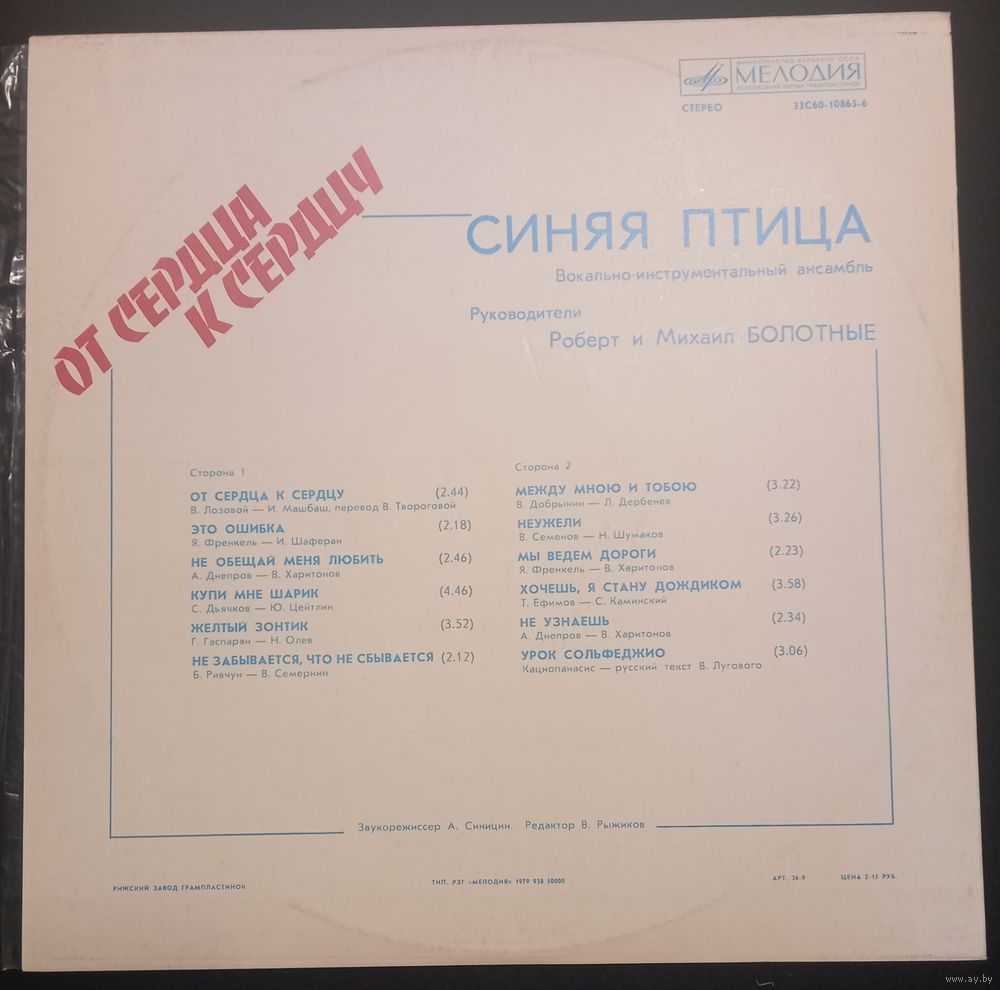 МИНИСТЕРСТВО КУЛЬТУРЫ СССР
МЕЛОДИЯ
ВСЕСОЮЗНАЯ ФИРМА ГРАМПЛАСТИНОК
СТЕРЕО 33С60-10865-6
ОТ СЕРДЦА
К СЕРДЦУ
СИНЯЯ ПТИЦА
Вокально-инструментальный ансамбль
Руководители
Роберт и Михаил БОЛОТНЫЕ
Сторона 1
ОТ СЕРДЦА К СЕРДЦУ (2.44)
В. Лозовой — И. Машбаш, перевод В. Твороговой
ЭТО ОШИБКА (2.18)
Я. Френкель — И. Шаферан
НЕ ОБЕЩАЙ МЕНЯ ЛЮБИТЬ (2.46)
А. Днепров — В. Харитонов
КУПИ МНЕ ШАРИК (4.46)
С. Дьячков — Ю. Цейтлин
ЖЕЛТЫЙ ЗОНТИК (3.52)
Г. Гаспарян — Н. Олев
НЕ ЗАБЫВАЕТСЯ, ЧТО НЕ СБЫВАЕТСЯ (2.12)
Б. Ривчун — В. Семернин
Сторона 2
МЕЖДУ МНОЮ И ТОБОЮ (3.22)
В. Добрынин — Л. Дербенев
НЕУЖЕЛИ (3.26)
В. Семенов — Н. Шумаков
МЫ ВЕДЕМ ДОРОГИ (2.23)
Я. Френкель — В. Харитонов
ХОЧЕШЬ, Я СТАНУ ДОЖДИКОМ (3.58)
Т. Ефимов — С. Каминский
НЕ УЗНАЕШЬ (2.34)
А. Днепров — В. Харитонов
УРОК СОЛЬФЕДЖИО (3.06)
Кациопанасис — русский текст В. Лугового
Звукорежиссер А. Синицин. Редактор В. Рыжиков
РИЖСКИЙ ЗАВОД ГРАМПЛАСТИНОК
ТИП. РЗГ «МЕЛОДИЯ» 1979 938 50000
АРТ. 36-9 ЦЕНА 2-15 РУБ.
www.ay.by